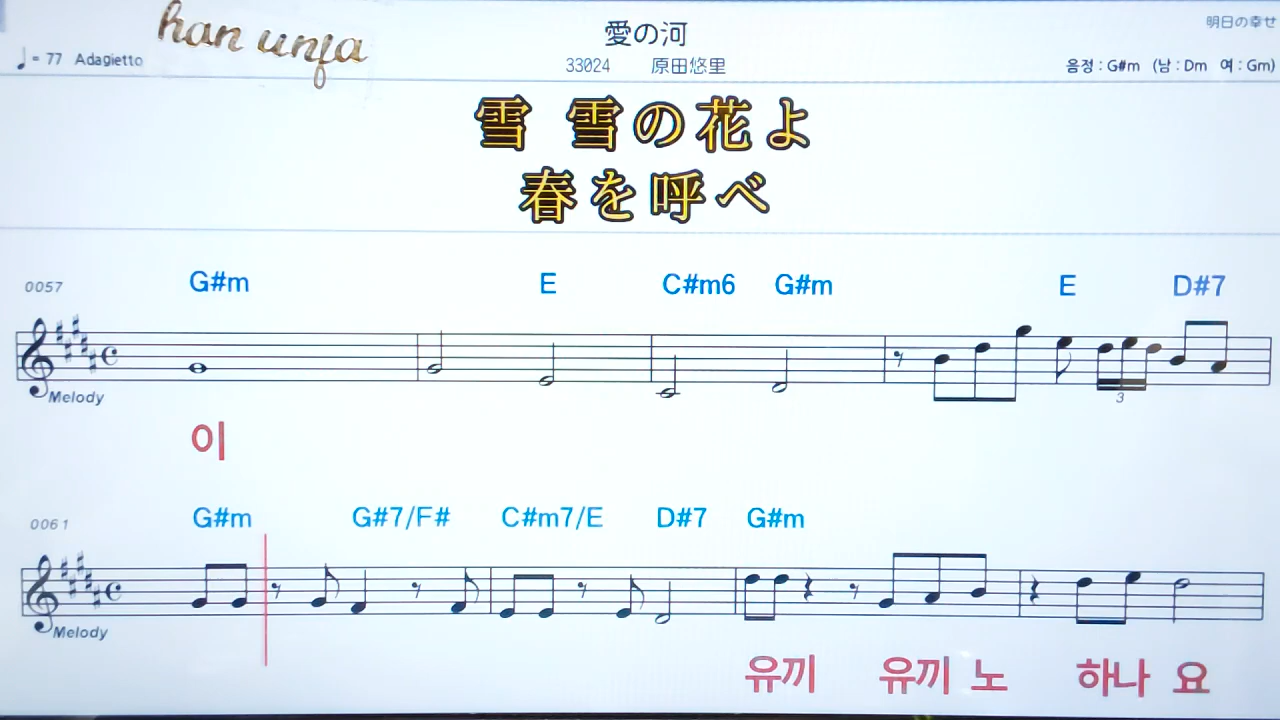 han unja
愛の河
明日の幸せ
♩= 77 Adagietto
33024 原田悠里
음정 : G#m (남 : Dm 여 : Gm)
雪 雪の花よ
春を呼べ
0057 G#m E C#m6 G#m E D#7
Melody
3
이
0061 G#m G#7/F# C#m7/E D#7 G#m
Melody
유끼 유끼 노 하나 요